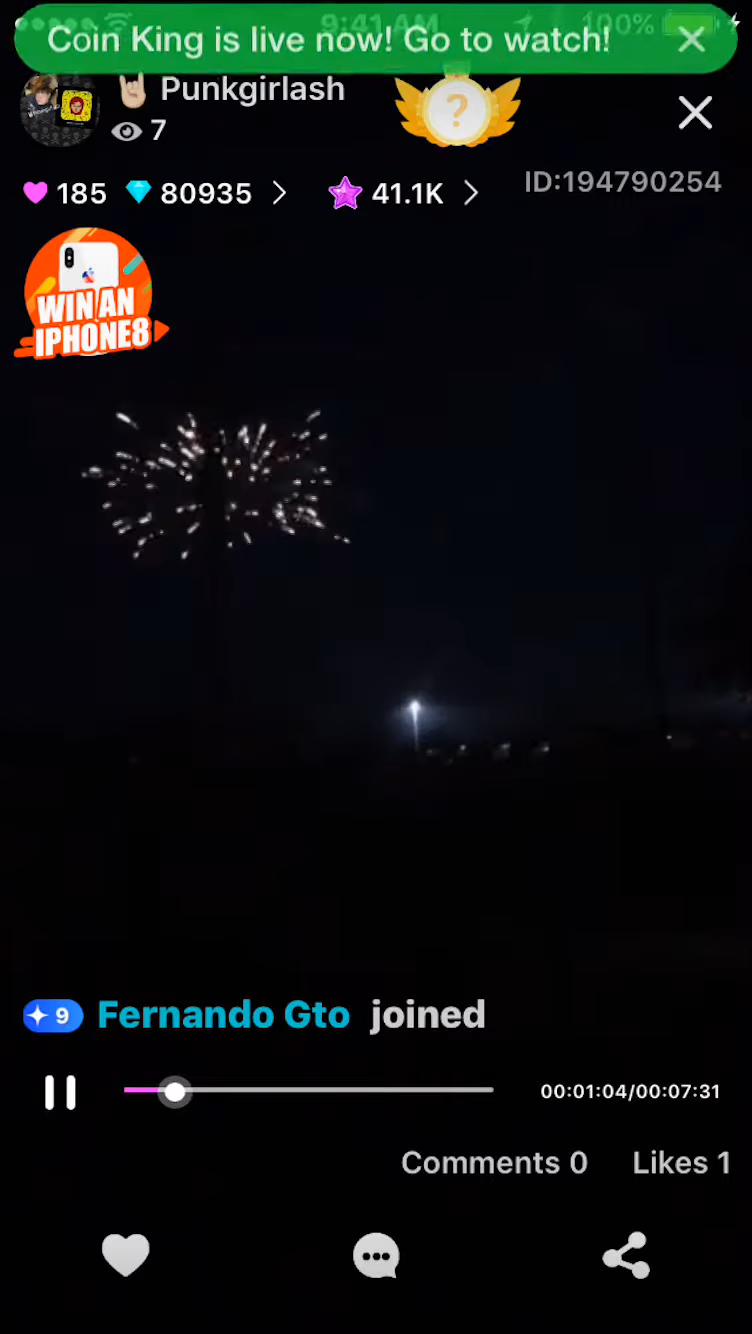 9:41 AM 100%
Coin King is live now! Go to watch!
🤘🏻 Punkgirlash
7
?
185 80935 41.1K ID:194790254
WIN AN
IPHONE8
9 Fernando Gto joined
00:01:04/00:07:31
Comments 0 Likes 1